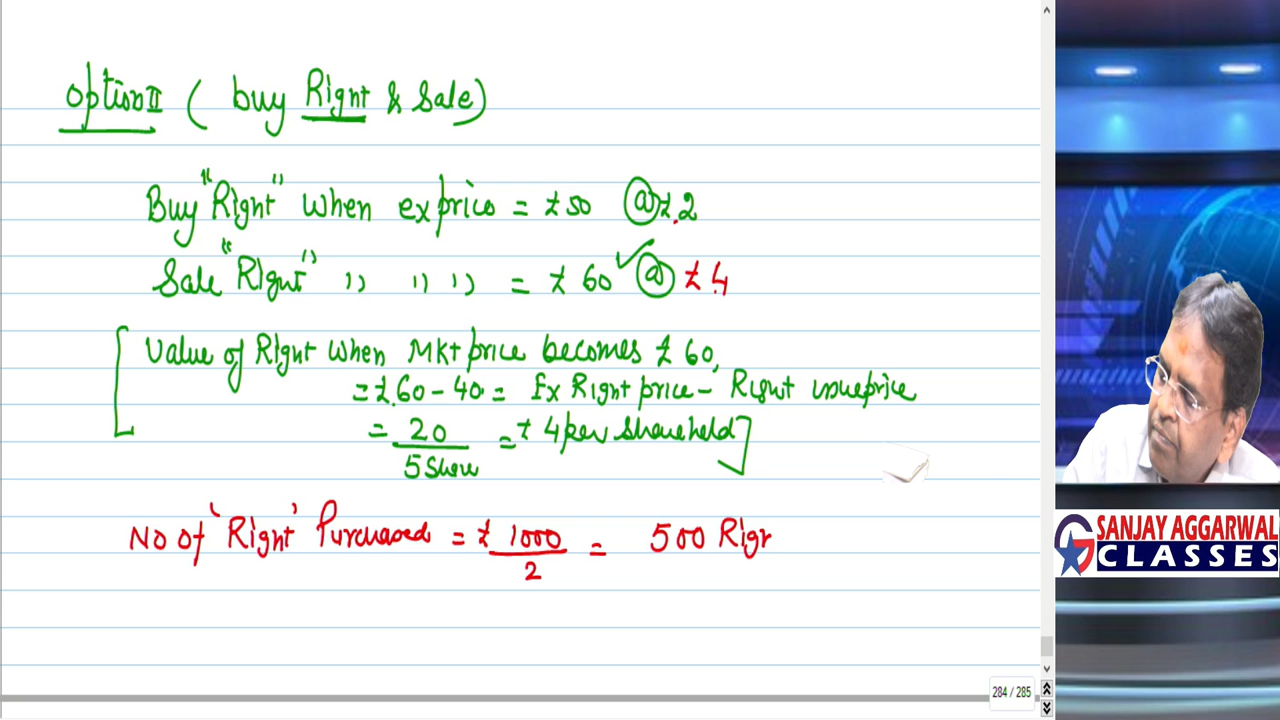 Option II ( buy Right & Sale)
Buy "Right" when ex price = ₹ 50 @ ₹.2
Sale "Right" ,, ,, ,, = ₹ 60 @ ₹.4
Value of Right when MKt price becomes ₹ 60,
= ₹.60 - 40 = Ex Right price - Right issue price
= 20 / 5 Share = ₹ 4 per share held]
No of 'Right' Purchased = ₹ 1000 / 2 = 500 Rig
284 / 285
SANJAY AGGARWAL
CLASSES